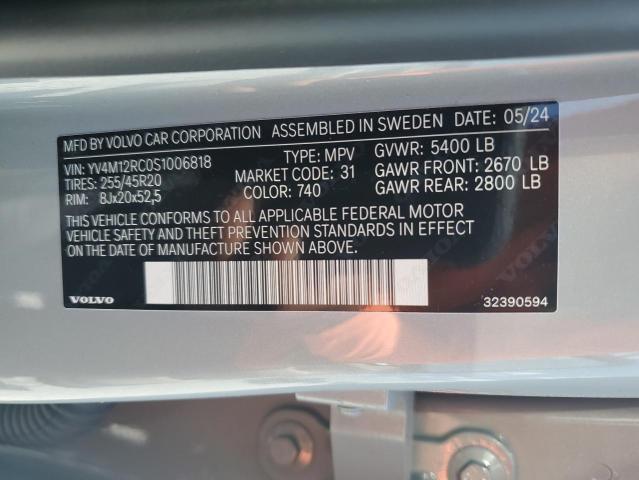 MFD BY VOLVO CAR CORPORATION ASSEMBLED IN SWEDEN DATE: 05/24
VIN: YV4M12RC0S1006818 TYPE: MPV GVWR: 5400 LB
TIRES: 255/45R20 MARKET CODE: 31 GAWR FRONT: 2670 LB
RIM: 8Jx20x52,5 COLOR: 740 GAWR REAR: 2800 LB
THIS VEHICLE CONFORMS TO ALL APPLICABLE FEDERAL MOTOR
VEHICLE SAFETY AND THEFT PREVENTION STANDARDS IN EFFECT
ON THE DATE OF MANUFACTURE SHOWN ABOVE.
VOLVO 32390594